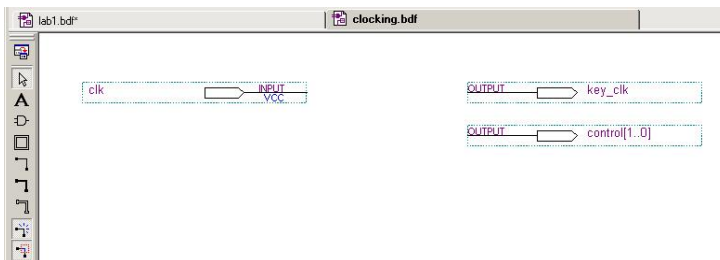 lab1.bdf*
clocking.bdf
A
clk
INPUT
VCC
OUTPUT
key_clk
OUTPUT
control[1..0]